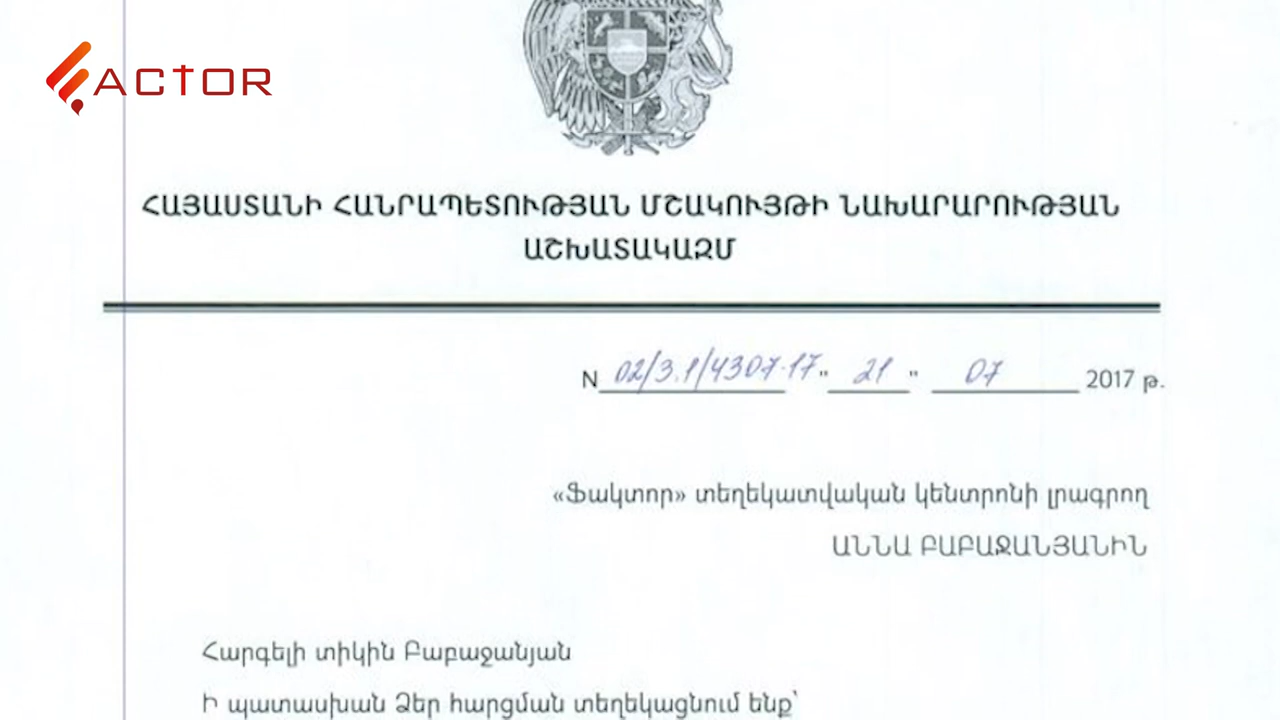 FACTOR
ՀԱՅԱՍՏԱՆԻ ՀԱՆՐԱՊԵՏՈՒԹՅԱՆ ՄՇԱԿՈՒՅԹԻ ՆԱԽԱՐԱՐՈՒԹՅԱՆ
ԱՇԽԱՏԱԿԱԶՄ
N 02/3.1/4307-17 " 21 " 07 2017 թ.
«Ֆակտոր» տեղեկատվական կենտրոնի լրագրող
ԱՆՆԱ ԲԱԲԱՋԱՆՅԱՆԻՆ
Հարգելի տիկին Բաբաջանյան
Ի պատասխան Ձեր հարցման տեղեկացնում ենք՝